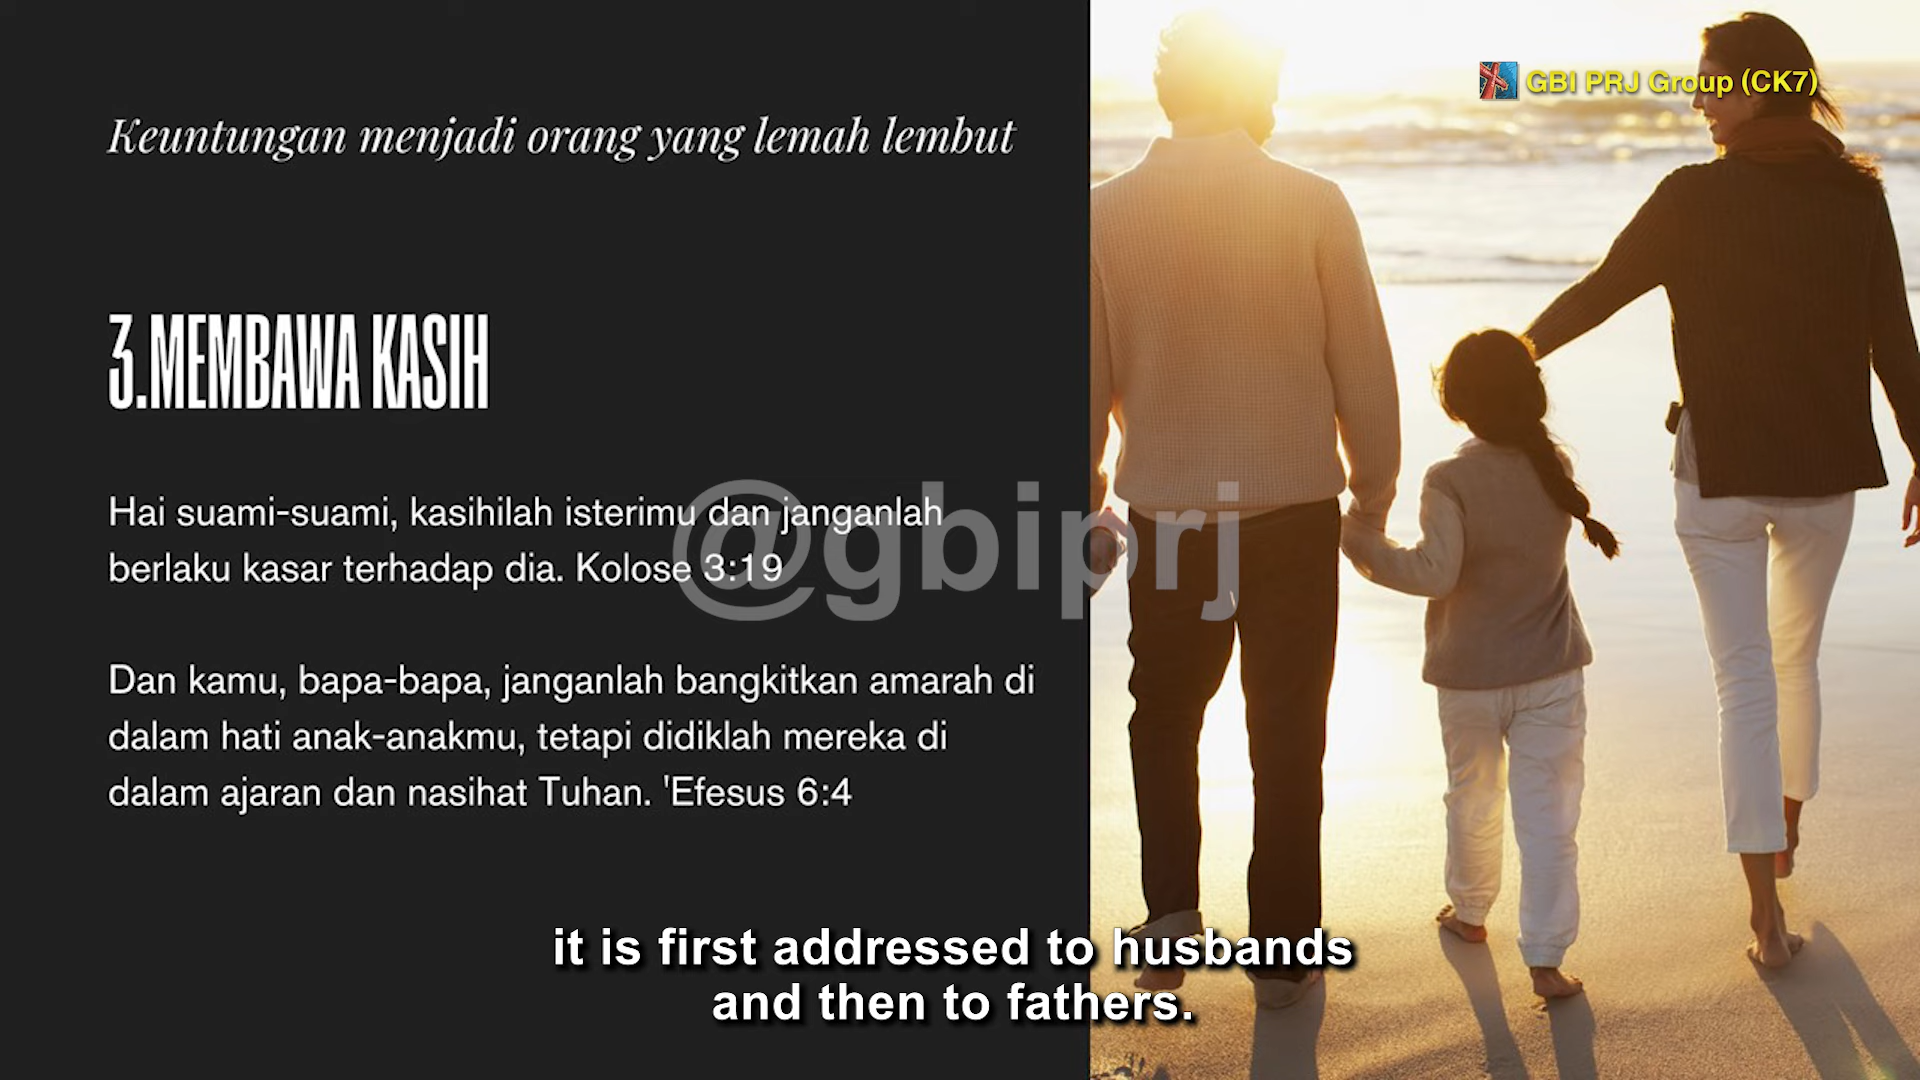 GBI PRJ Group (CK7)
Keuntungan menjadi orang yang lemah lembut
3.MEMBAWA KASIH
Hai suami-suami, kasihilah isterimu dan janganlah
berlaku kasar terhadap dia. Kolose 3:19
@gbiprj
Dan kamu, bapa-bapa, janganlah bangkitkan amarah di
dalam hati anak-anakmu, tetapi didiklah mereka di
dalam ajaran dan nasihat Tuhan. 'Efesus 6:4
it is first addressed to husbands
and then to fathers.